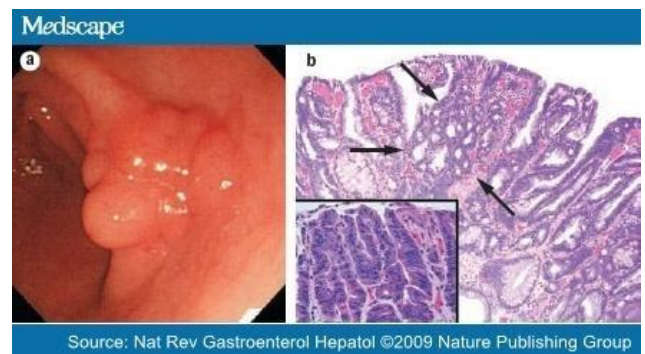 Medscape
a
b
Source: Nat Rev Gastroenterol Hepatol ©2009 Nature Publishing Group